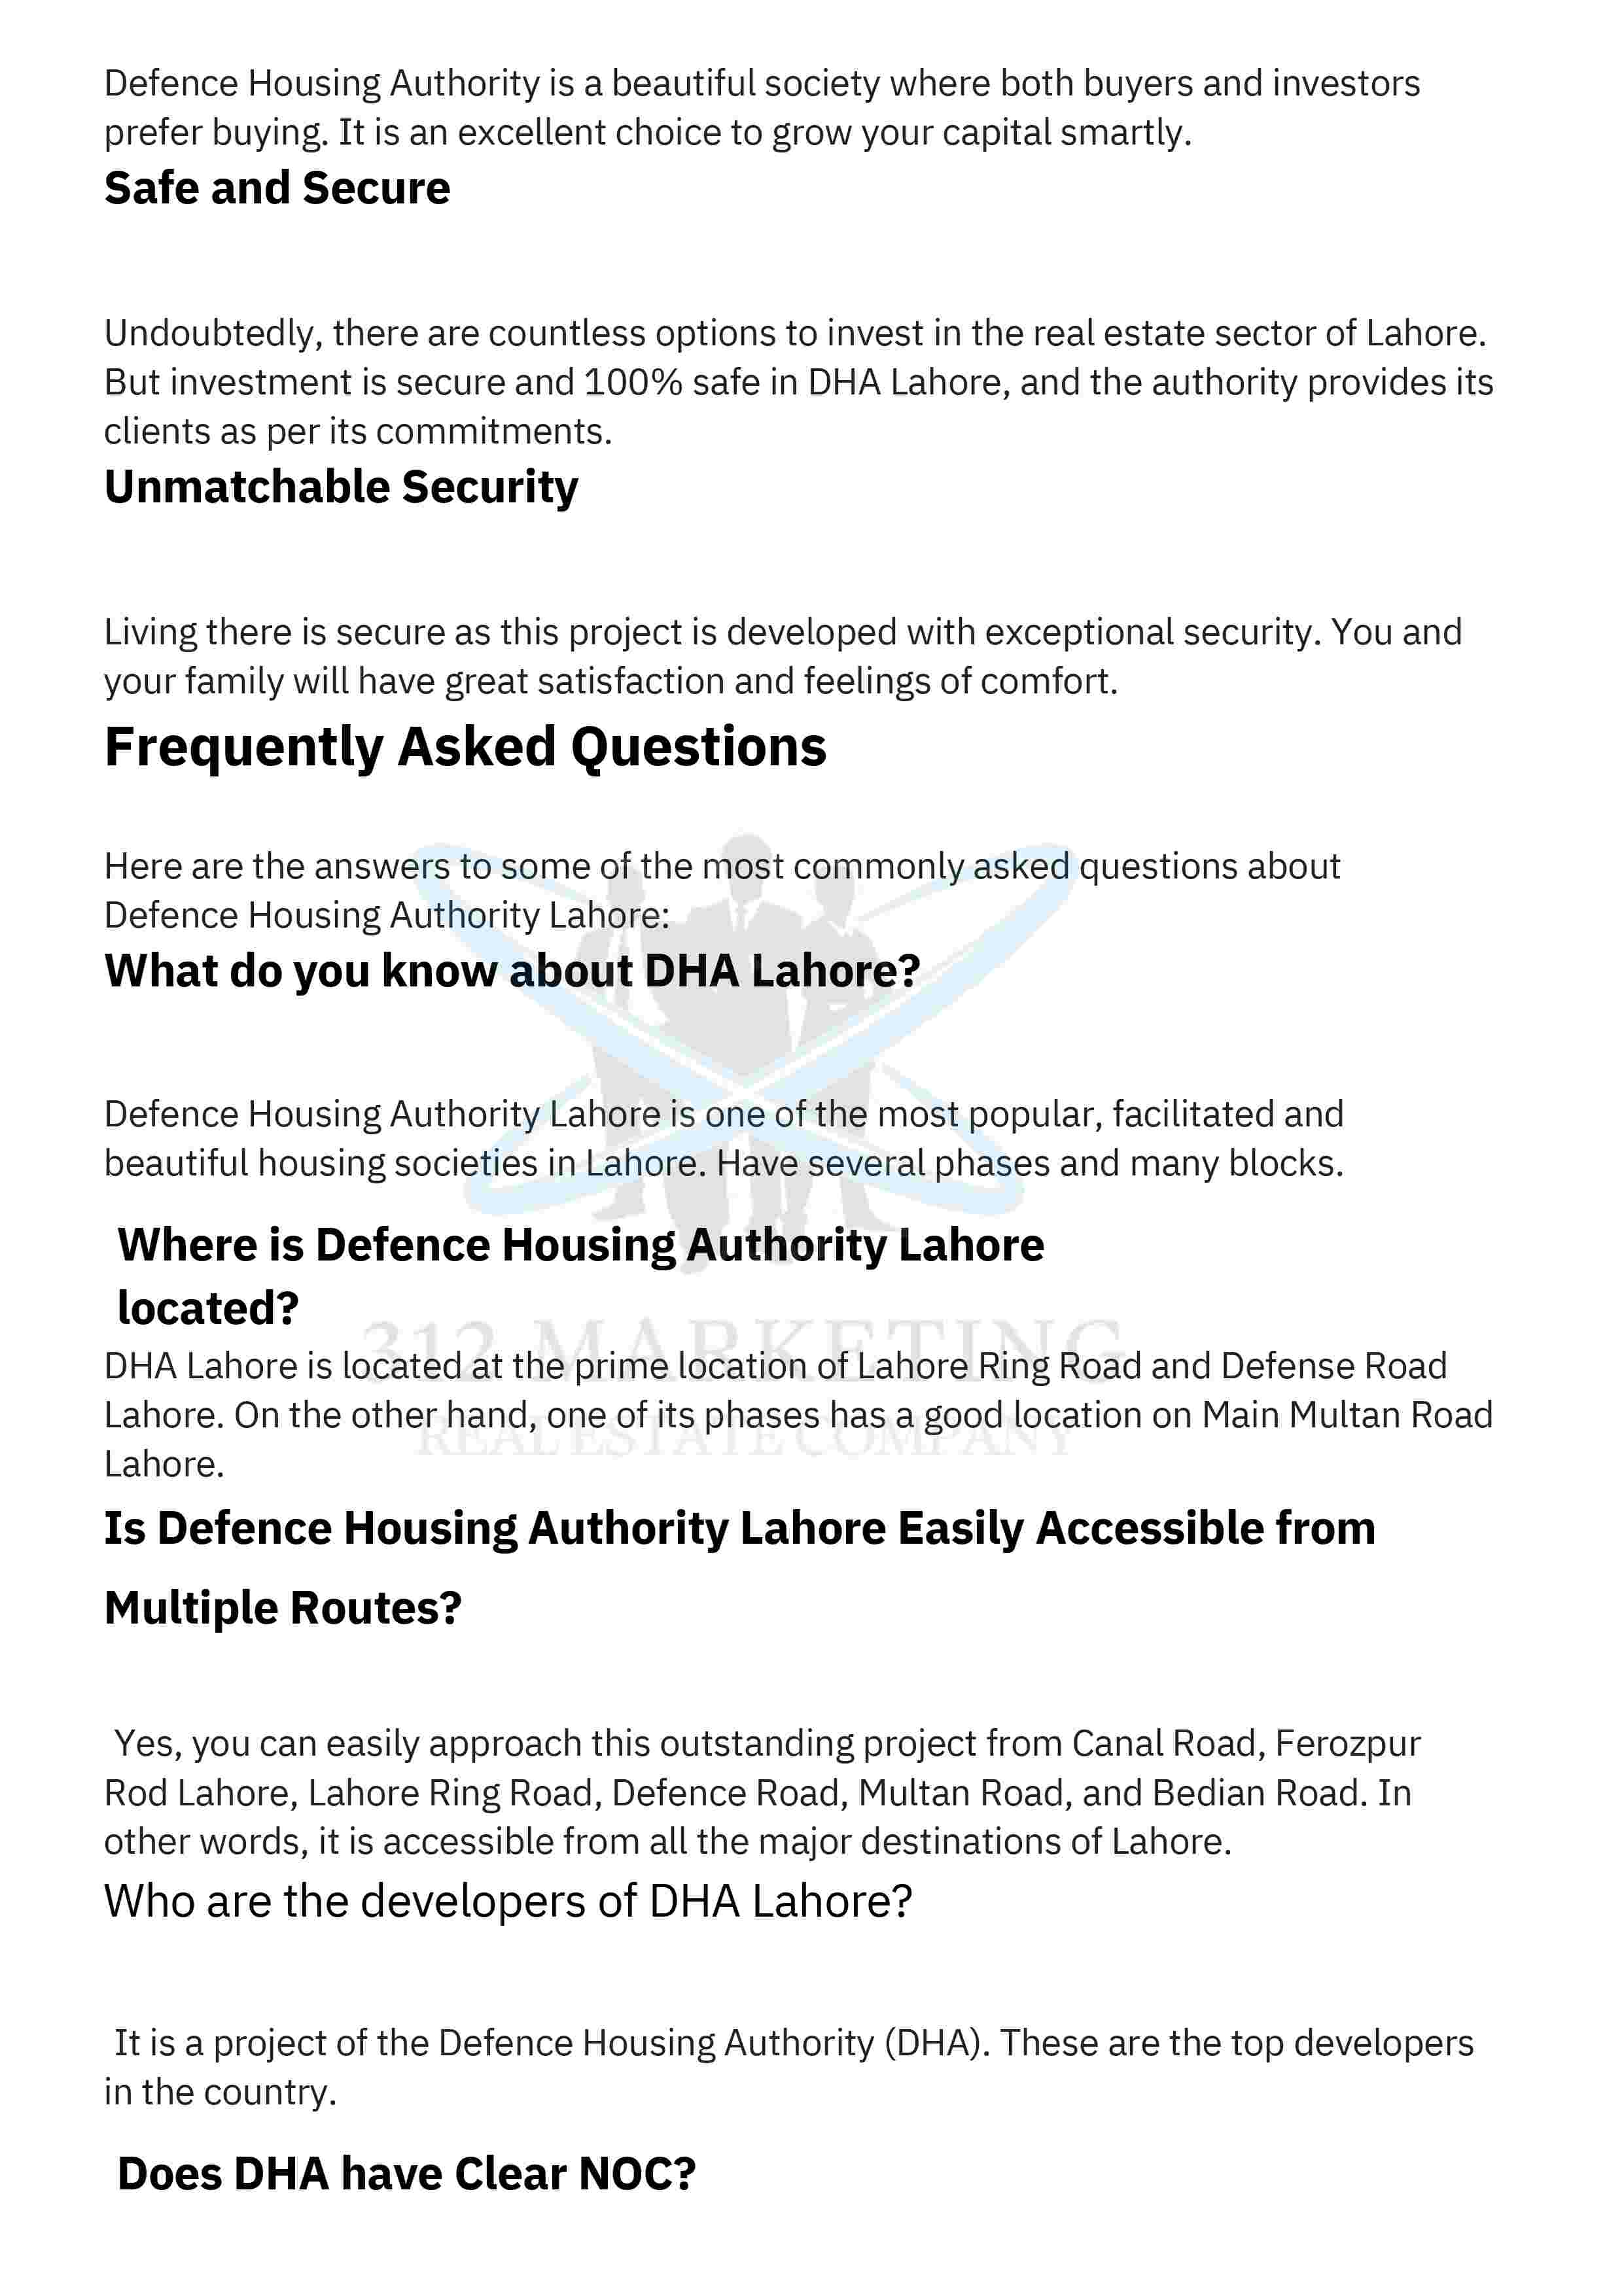 Defence Housing Authority is a beautiful society where both buyers and investors
prefer buying. It is an excellent choice to grow your capital smartly.
Safe and Secure
Undoubtedly, there are countless options to invest in the real estate sector of Lahore.
But investment is secure and 100% safe in DHA Lahore, and the authority provides its
clients as per its commitments.
Unmatchable Security
Living there is secure as this project is developed with exceptional security. You and
your family will have great satisfaction and feelings of comfort.
Frequently Asked Questions
Here are the answers to some of the most commonly asked questions about
Defence Housing Authority Lahore:
What do you know about DHA Lahore?
Defence Housing Authority Lahore is one of the most popular, facilitated and
beautiful housing societies in Lahore. Have several phases and many blocks.
Where is Defence Housing Authority Lahore
located?
312 MARKETING
DHA Lahore is located at the prime location of Lahore Ring Road and Defense Road
Lahore. On the other hand, one of its phases has a good location on Main Multan Road
REAL ESTATE COMPANY
Lahore.
Is Defence Housing Authority Lahore Easily Accessible from
Multiple Routes?
Yes, you can easily approach this outstanding project from Canal Road, Ferozpur
Rod Lahore, Lahore Ring Road, Defence Road, Multan Road, and Bedian Road. In
other words, it is accessible from all the major destinations of Lahore.
Who are the developers of DHA Lahore?
It is a project of the Defence Housing Authority (DHA). These are the top developers
in the country.
Does DHA have Clear NOC?